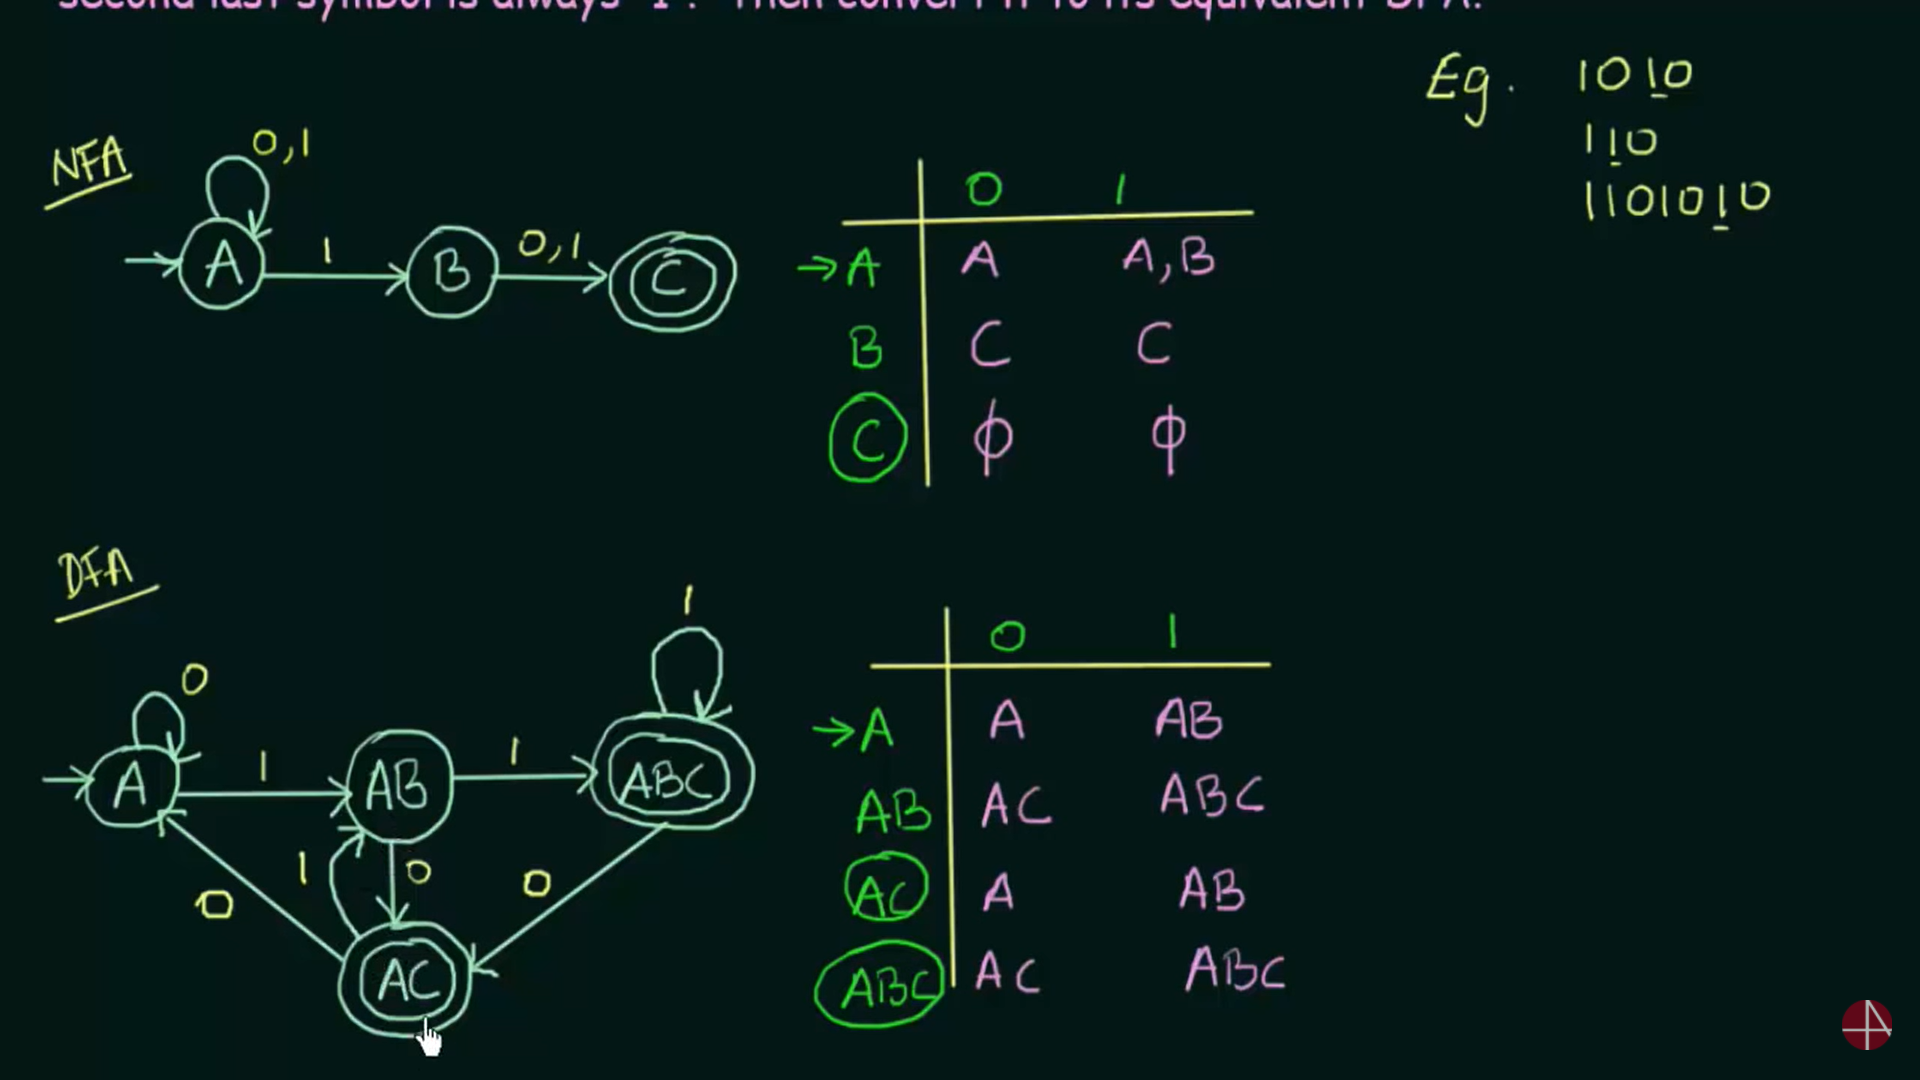 second last symbol is always '1'. Then convert it to its equivalent DFA.
Eg. 1010
110
1101010
NFA
0,1
A 1 B 0,1 C
0 1
→A A A,B
B C C
C ϕ ϕ
DFA
0 1
A 1 AB 1 ABC
0 1 0 0
AC
0 1
→A A AB
AB AC ABC
AC A AB
ABC AC ABC